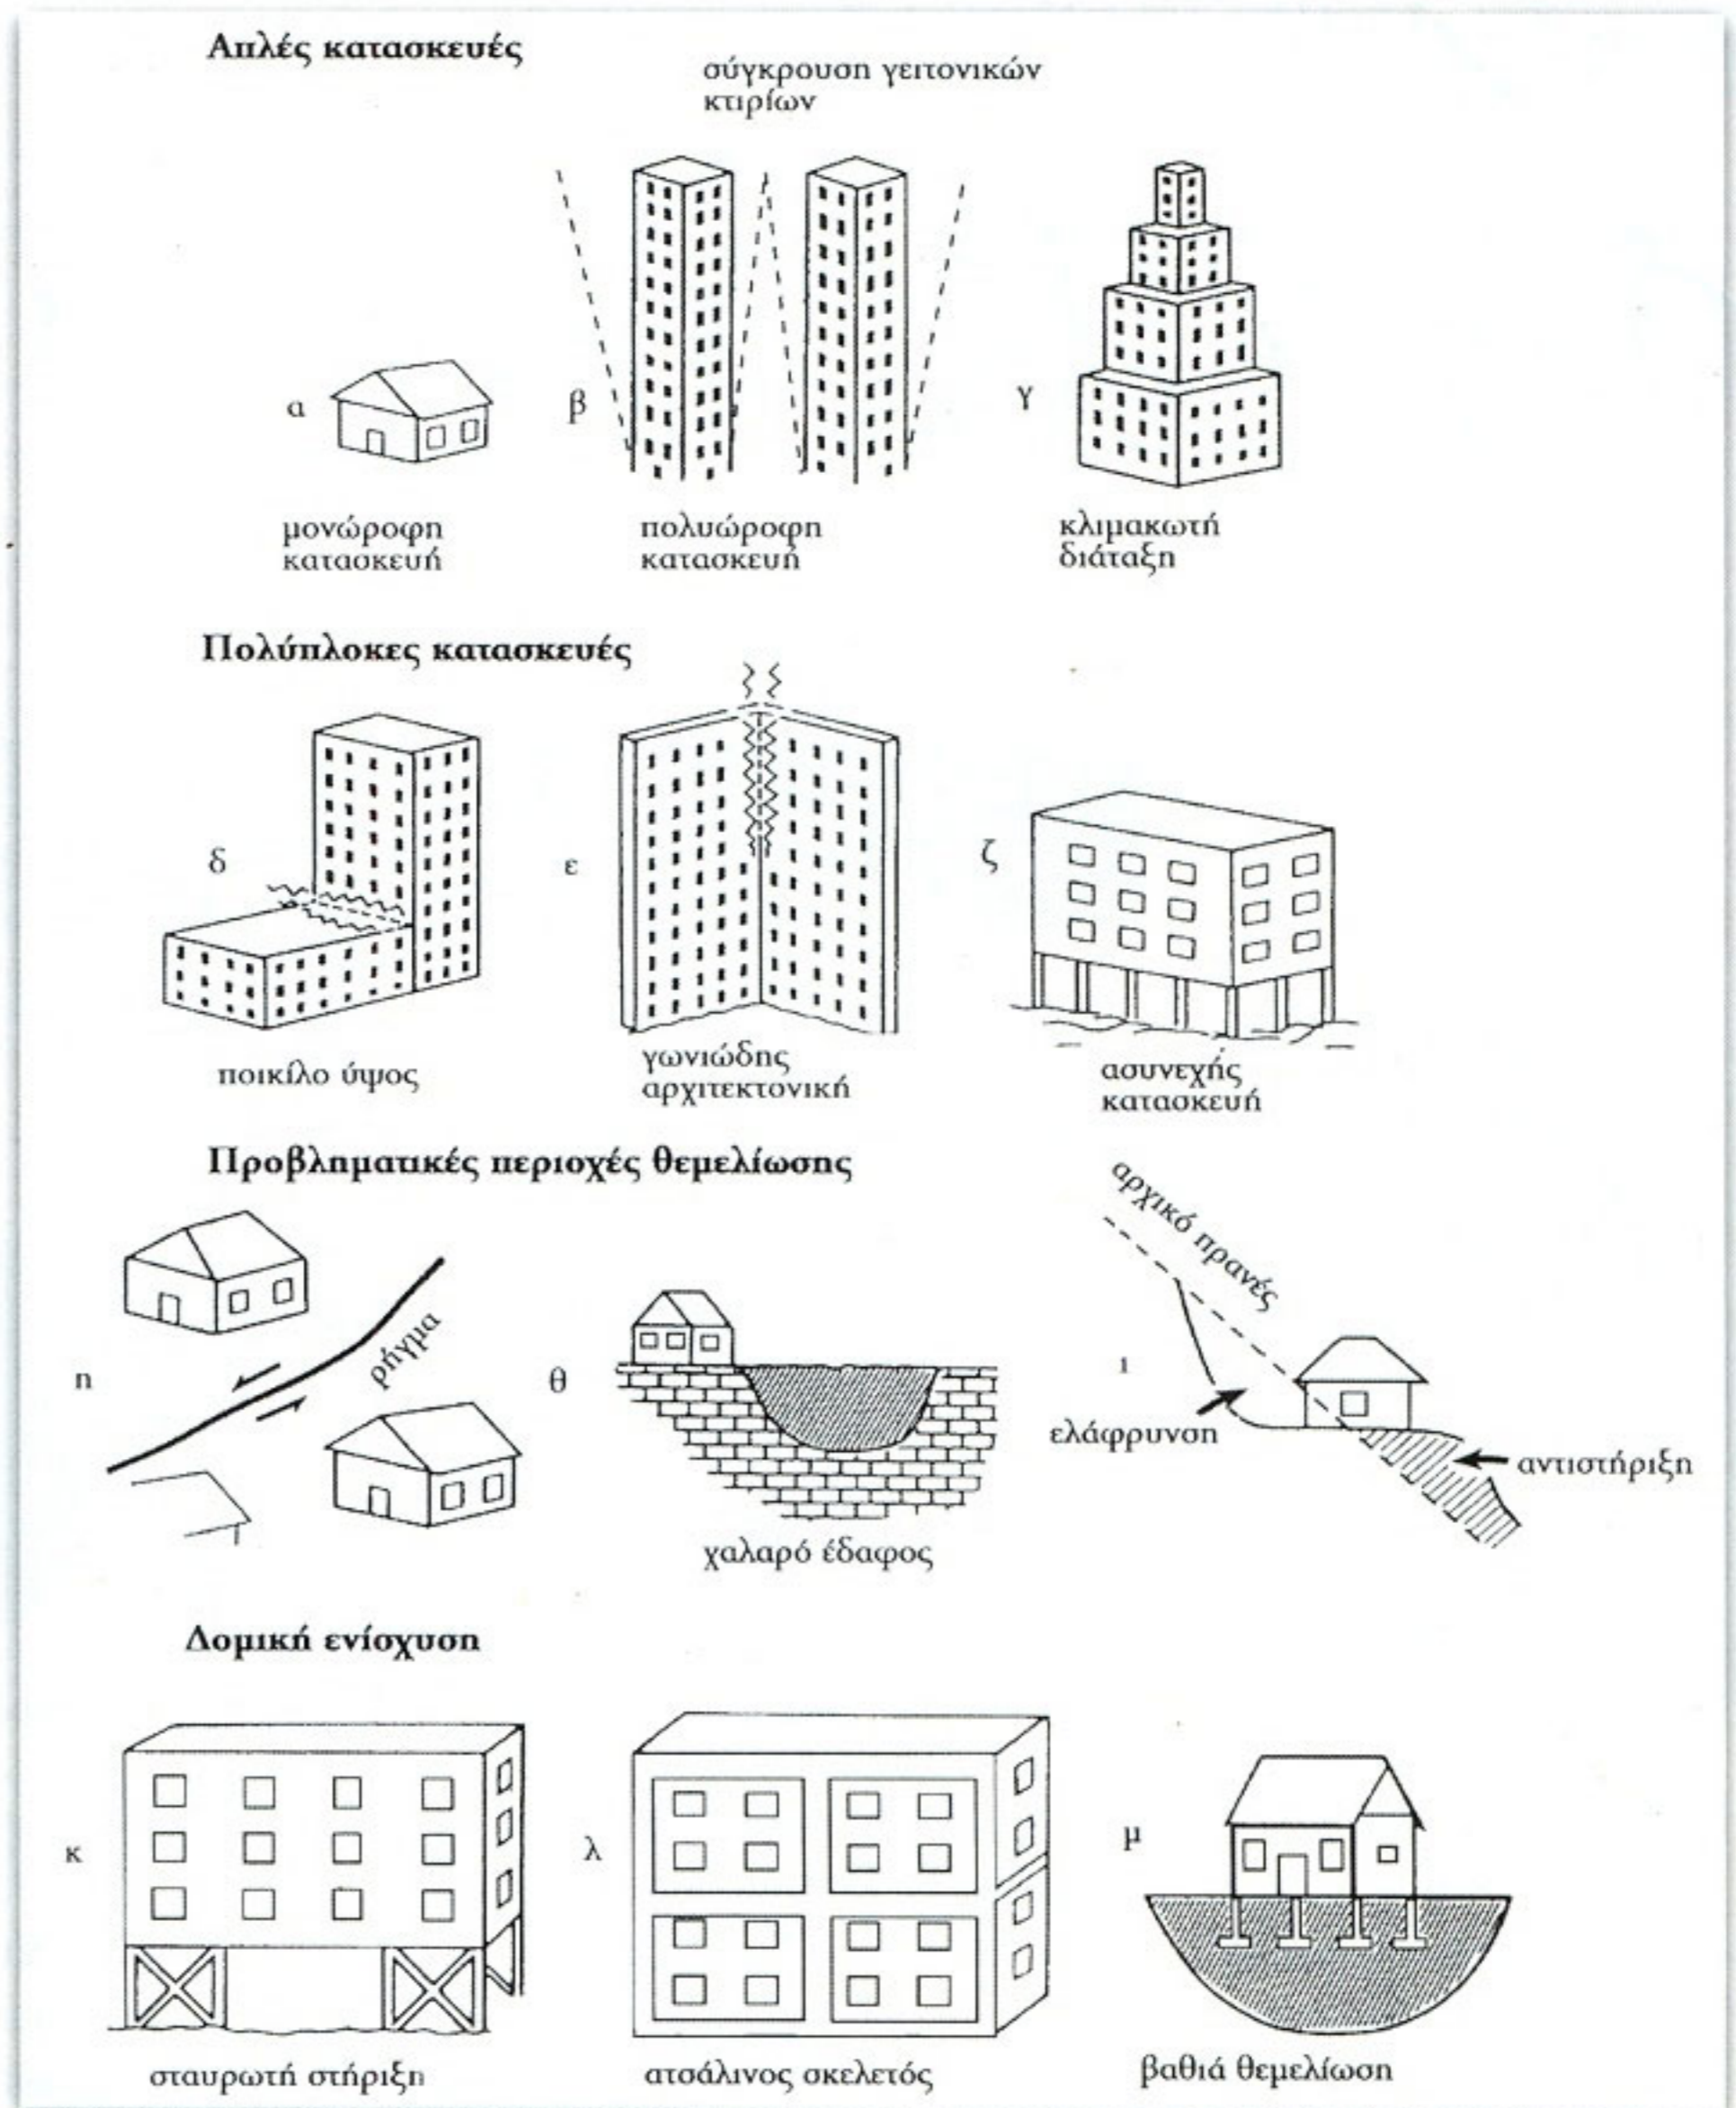 Απλές κατασκευές
σύγκρουση γειτονικών
κτιρίων
α
β
γ
μονώροφη
κατασκευή
πολυώροφη
κατασκευή
κλιμακωτή
διάταξη
Πολύπλοκες κατασκευές
δ
ε
ζ
ποικίλο ύψος
γωνιώδης
αρχιτεκτονική
ασυνεχής
κατασκευή
Προβληματικές περιοχές θεμελίωσης
αρχικό πρανές
η
ρήγμα
θ
ι
ελάφρυνση
αντιστήριξη
χαλαρό έδαφος
Δομική ενίσχυση
κ
λ
μ
σταυρωτή στήριξη
ατσάλινος σκελετός
βαθιά θεμελίωση